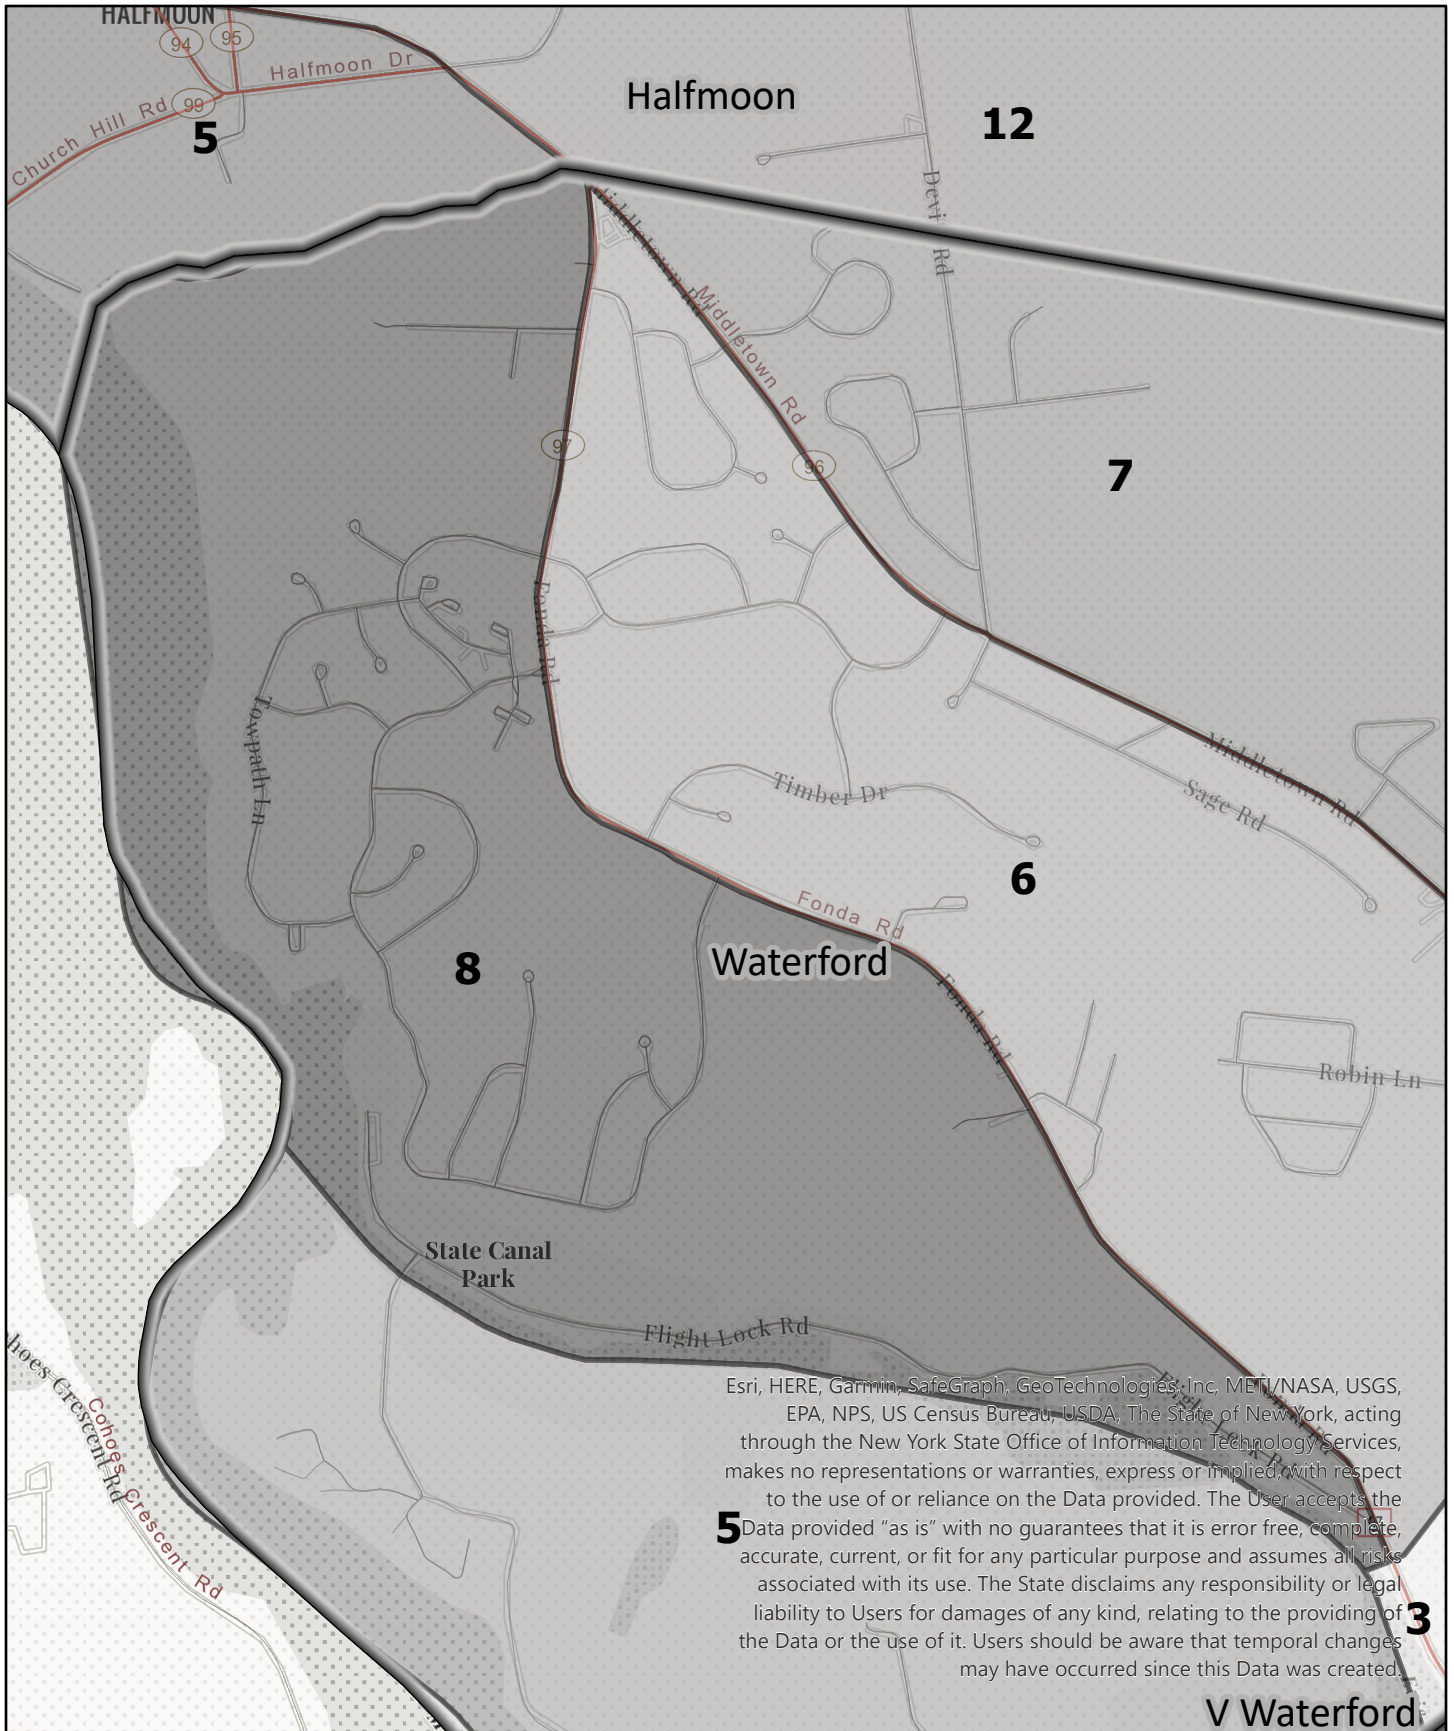 HALFMOON
94
95
Halfmoon Dr
99
Church Hill Rd
5
Halfmoon
12
Devi
Rd
Middletown Rd
Middletown Rd
97
96
7
Fonda Rd
Towpath Ln
Timber Dr
Middletown Rd
Sage Rd
6
Fonda Rd
Waterford
8
Fonda Rd
Robin Ln
State Canal
Park
Flight Lock Rd
hoes Crescent Rd
Cohoes Crescent Rd
Flight Lock Rd
Esri, HERE, Garmin, SafeGraph, GeoTechnologies, Inc, METI/NASA, USGS,
EPA, NPS, US Census Bureau, USDA, The State of New York, acting
through the New York State Office of Information Technology Services,
makes no representations or warranties, express or implied, with respect
to the use of or reliance on the Data provided. The User accepts the
Data provided “as is” with no guarantees that it is error free, complete,
accurate, current, or fit for any particular purpose and assumes all risks
associated with its use. The State disclaims any responsibility or legal
liability to Users for damages of any kind, relating to the providing of
the Data or the use of it. Users should be aware that temporal changes
may have occurred since this Data was created.
5
3
V Waterford